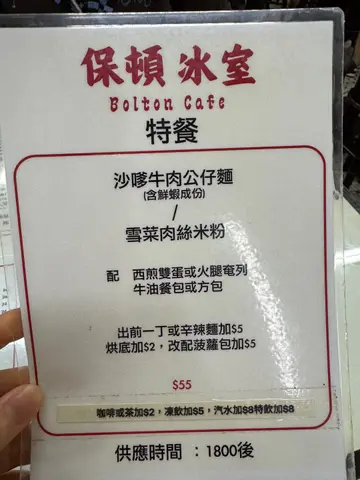 保頓冰室
Bolton Cafe
特餐
沙嗲牛肉公仔麵
(含鮮蝦成份)
/
雪菜肉絲米粉
配 西煎雙蛋或火腿奄列
牛油餐包或方包
出前一丁或辛辣麵加$5
烘底加$2，改配菠蘿包加$5
$55
咖啡或茶加$2，凍飲加$5，汽水加$8特飲加$8
供應時間 ：1800後